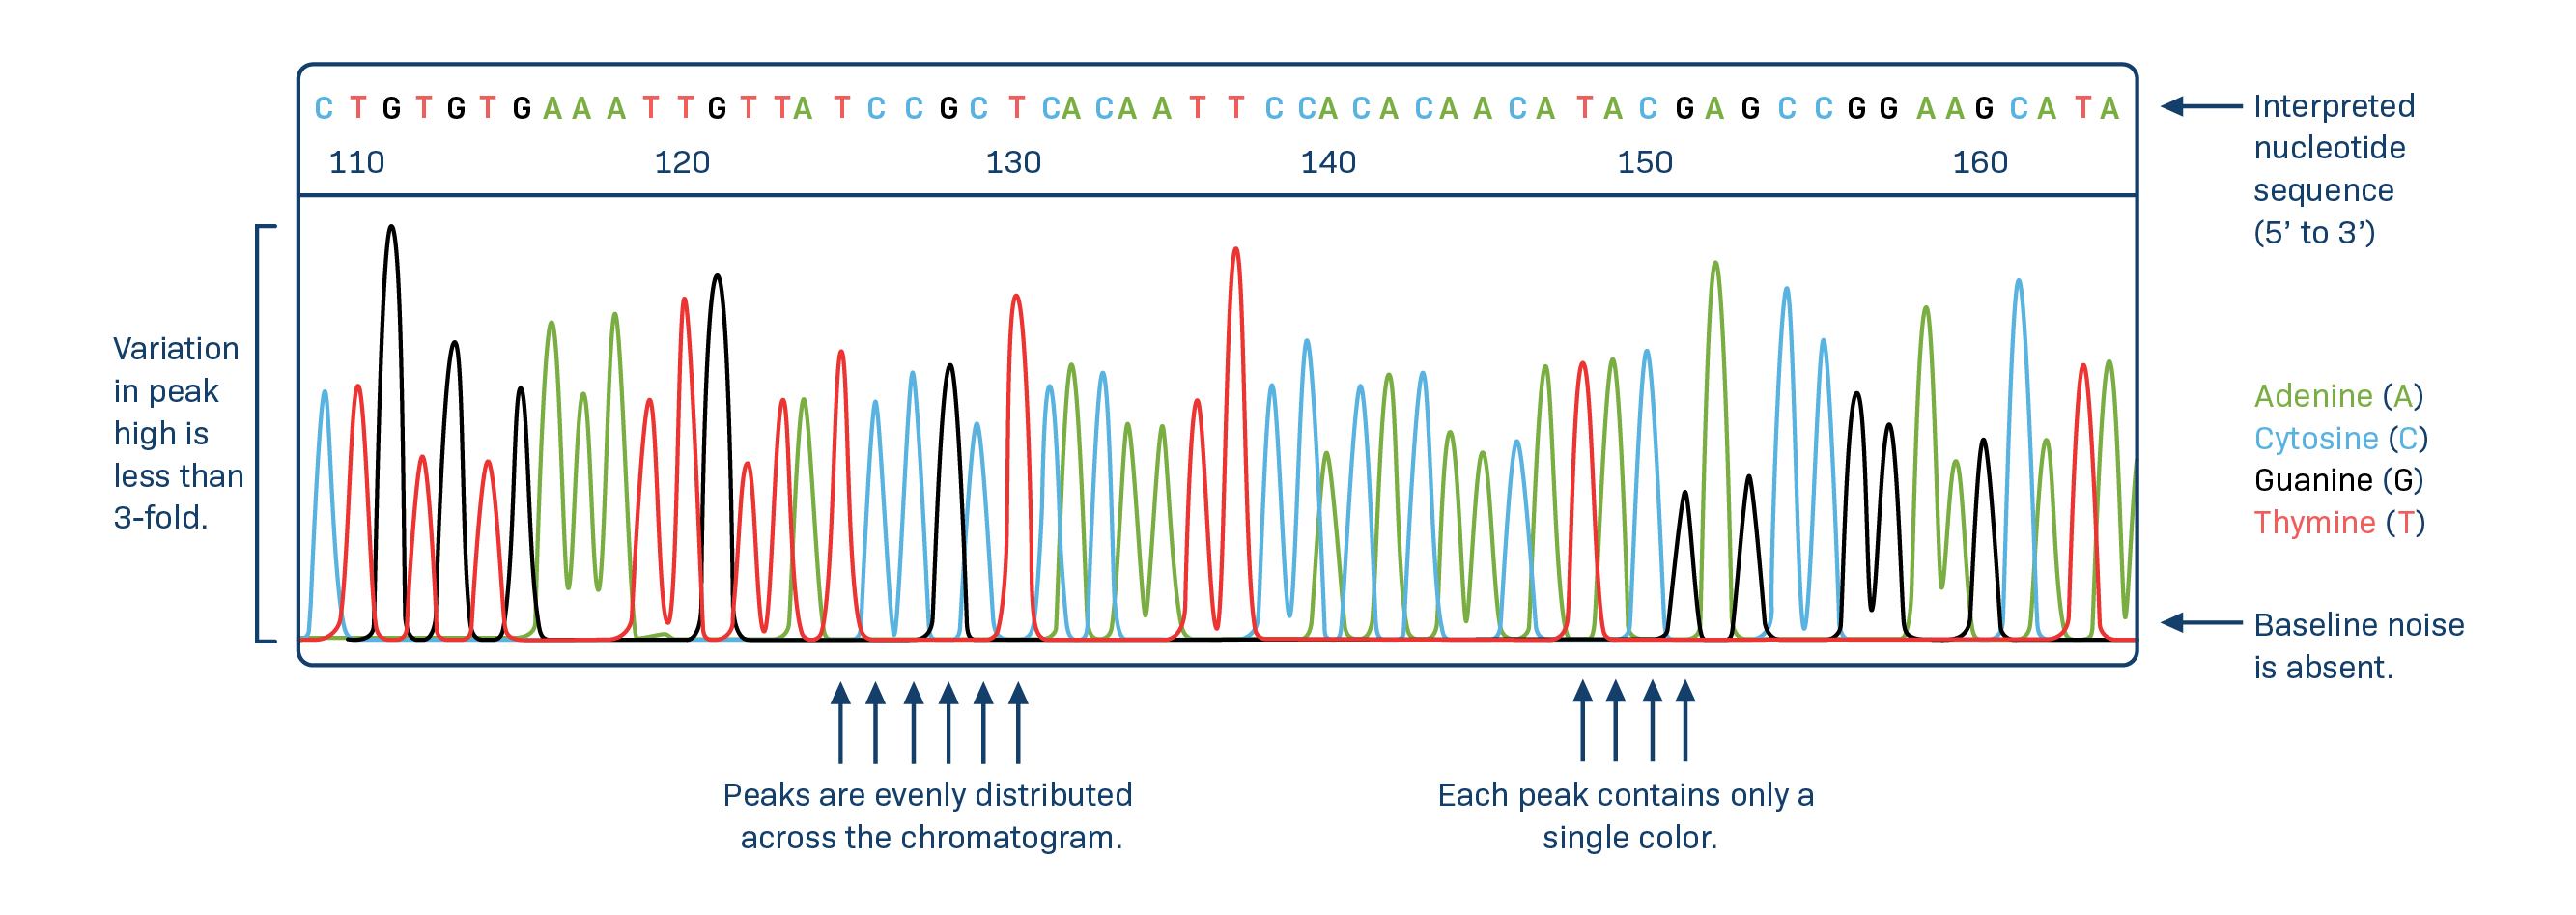 C T G T G T G A A A T T G T T A T C C G C T C A C A A T T C C A C A C A A C A T A C G A G C C G G A A G C A T A
110 120 130 140 150 160
Interpreted
nucleotide
sequence
(5’ to 3’)
Variation
in peak
high is
less than
3-fold.
Adenine (A)
Cytosine (C)
Guanine (G)
Thymine (T)
Baseline noise
is absent.
Peaks are evenly distributed
across the chromatogram.
Each peak contains only a
single color.